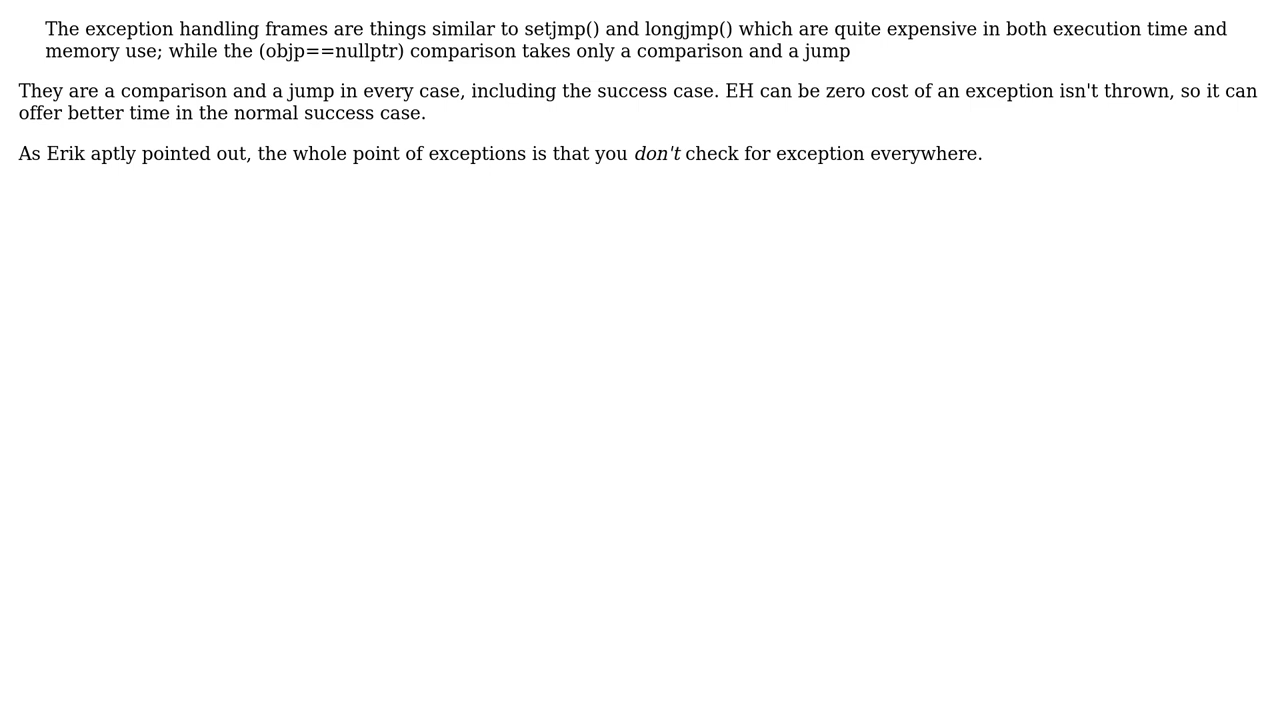 The exception handling frames are things similar to setjmp() and longjmp() which are quite expensive in both execution time and
memory use; while the (objp==nullptr) comparison takes only a comparison and a jump
They are a comparison and a jump in every case, including the success case. EH can be zero cost of an exception isn't thrown, so it can
offer better time in the normal success case.
As Erik aptly pointed out, the whole point of exceptions is that you don't check for exception everywhere.